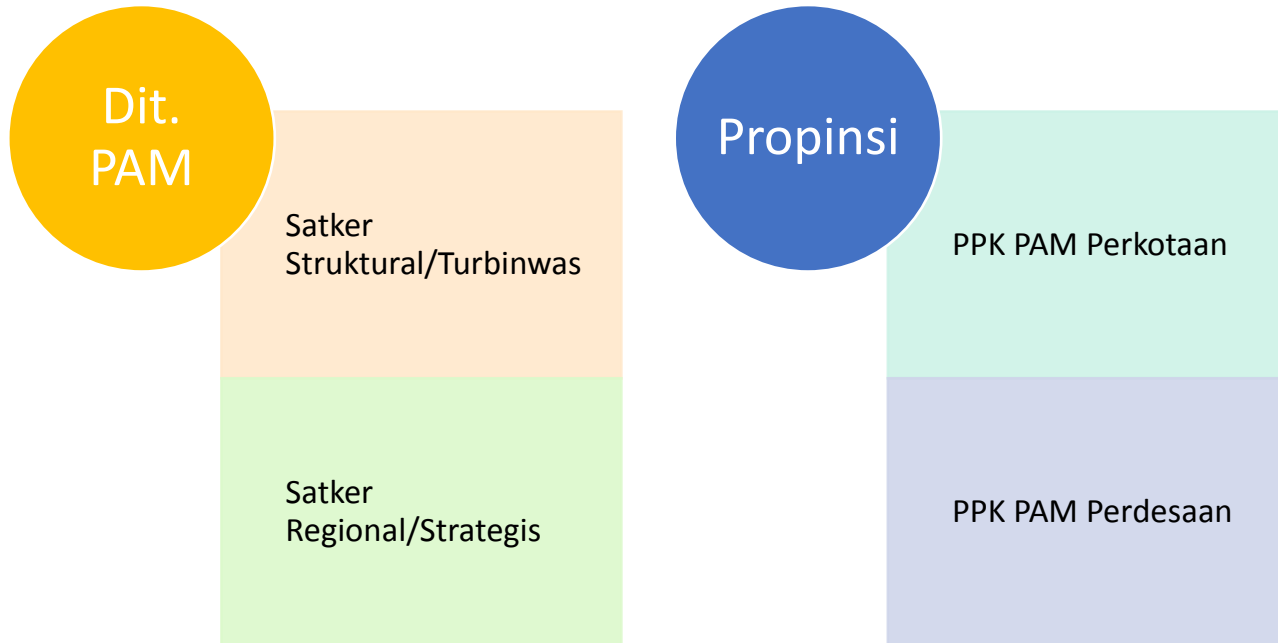 Dit.
PAM
Satker
Struktural/Turbinwas
Satker
Regional/Strategis
Propinsi
PPK PAM Perkotaan
PPK PAM Perdesaan